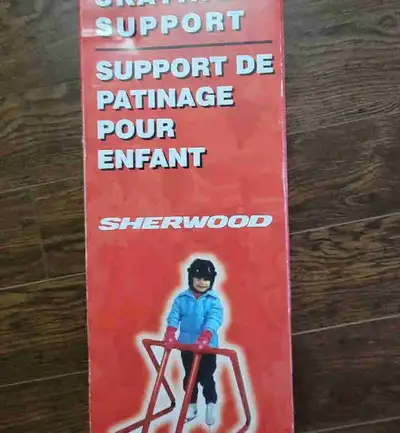 SUPPORT
SUPPORT DE
PATINAGE
POUR
ENFANT
SHERWOOD